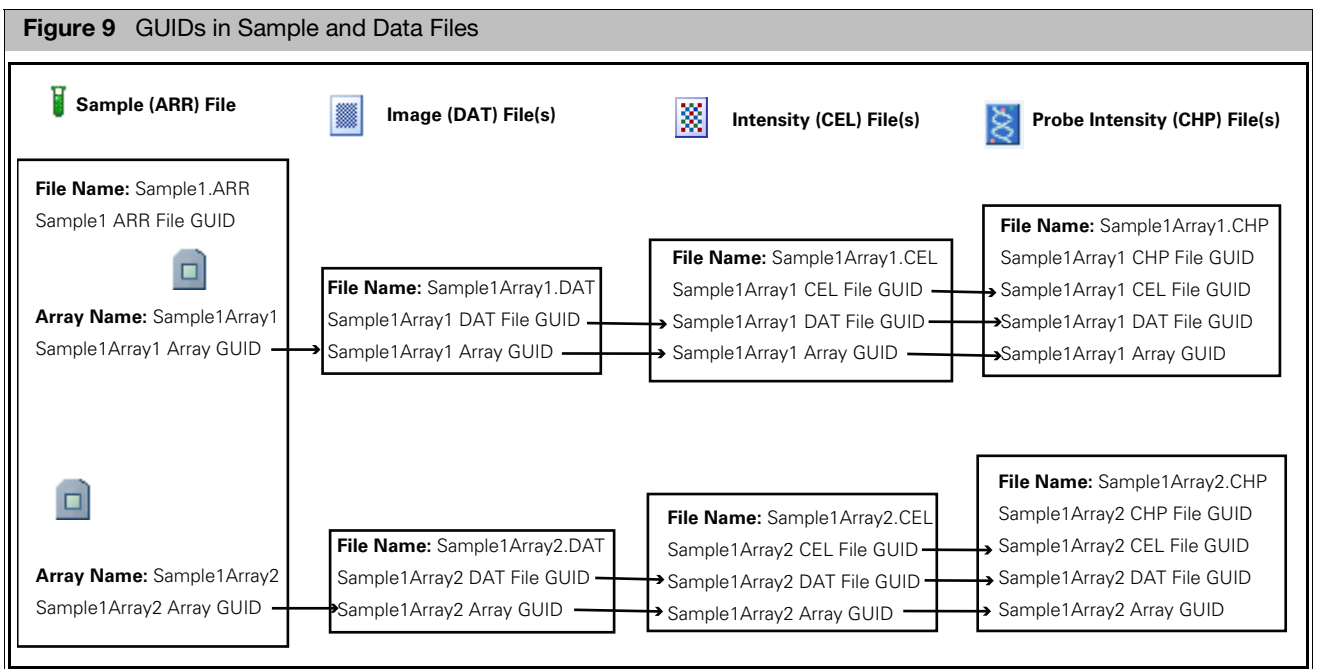 Figure 9 GUIDs in Sample and Data Files
Sample (ARR) File
Image (DAT) File(s)
Intensity (CEL) File(s)
Probe Intensity (CHP) File(s)
File Name: Sample1.ARR
Sample1 ARR File GUID
Array Name: Sample1Array1
Sample1Array1 Array GUID
File Name: Sample1Array1.DAT
Sample1Array1 DAT File GUID
Sample1Array1 Array GUID
File Name: Sample1Array1.CEL
Sample1Array1 CEL File GUID
Sample1Array1 DAT File GUID
Sample1Array1 Array GUID
File Name: Sample1Array1.CHP
Sample1Array1 CHP File GUID
Sample1Array1 CEL File GUID
Sample1Array1 DAT File GUID
Sample1Array1 Array GUID
Array Name: Sample1Array2
Sample1Array2 Array GUID
File Name: Sample1Array2.DAT
Sample1Array2 DAT File GUID
Sample1Array2 Array GUID
File Name: Sample1Array2.CEL
Sample1Array2 CEL File GUID
Sample1Array2 DAT File GUID
Sample1Array2 Array GUID
File Name: Sample1Array2.CHP
Sample1Array2 CHP File GUID
Sample1Array2 CEL File GUID
Sample1Array2 DAT File GUID
Sample1Array2 Array GUID